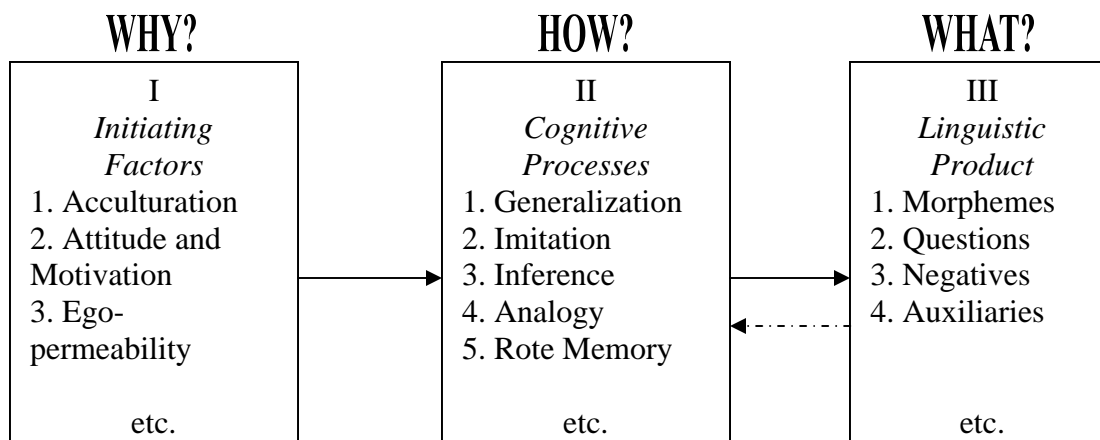 WHY?
I
Initiating
Factors
1. Acculturation
2. Attitude and
Motivation
3. Ego-
permeability
etc.
HOW?
II
Cognitive
Processes
1. Generalization
2. Imitation
3. Inference
4. Analogy
5. Rote Memory
etc.
WHAT?
III
Linguistic
Product
1. Morphemes
2. Questions
3. Negatives
4. Auxiliaries
etc.